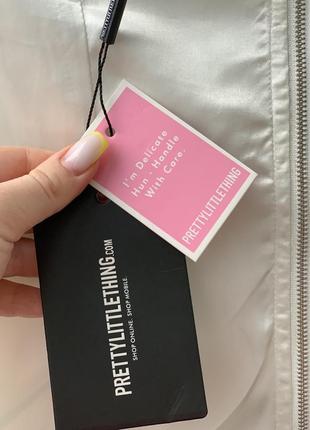 I'm Delicate
Hun - Handle
With Care.
PRETTYLITTLETHING
PRETTYLITTLETHING.COM
SHOP ONLINE. SHOP MOBILE.